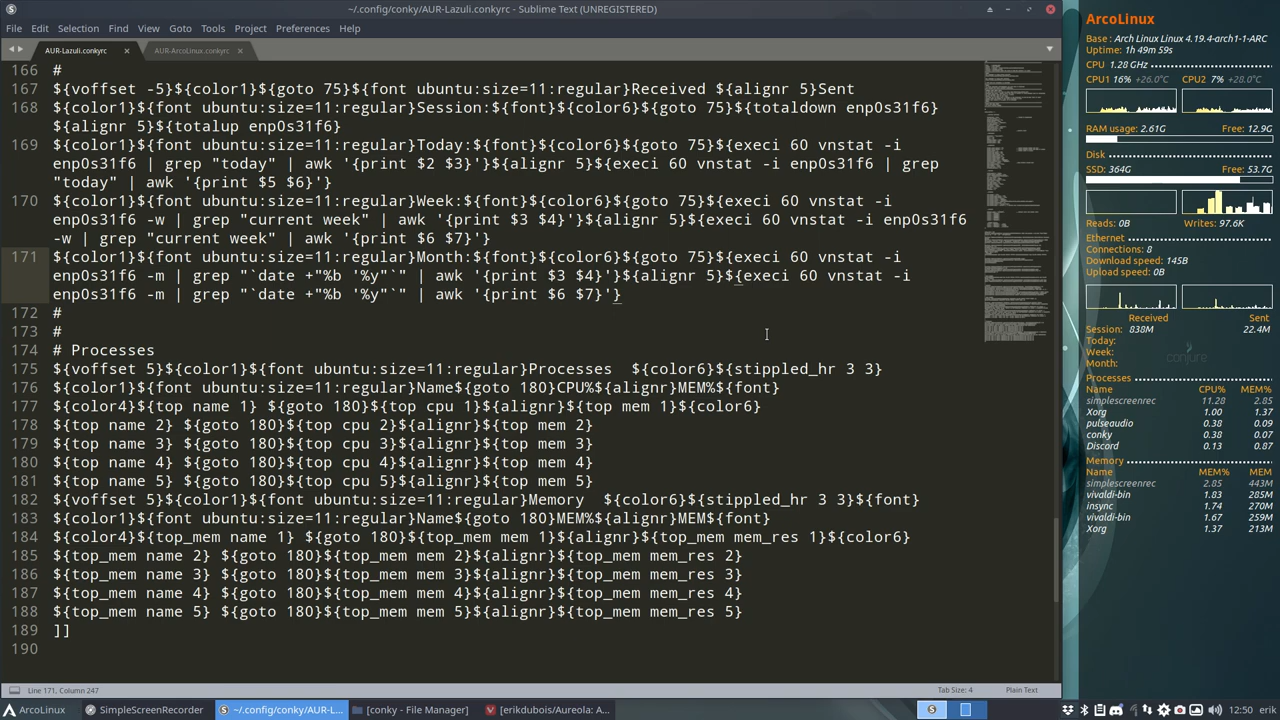 ~/.config/conky/AUR-Lazuli.conkyrc - Sublime Text (UNREGISTERED)
File Edit Selection Find View Goto Tools Project Preferences Help
AUR-Lazuli.conkyrc × AUR-ArcoLinux.conkyrc ×
166 #
167 ${voffset -5}${color1}${goto 75}${font ubuntu:size=11:regular}Received ${alignr 5}Sent
168 ${color1}${font ubuntu:size=11:regular}Session:${font}${color6}${goto 75}${totaldown enp0s31f6}
${alignr 5}${totalup enp0s31f6}
169 ${color1}${font ubuntu:size=11:regular}Today:${font}${color6}${goto 75}${execi 60 vnstat -i
enp0s31f6 | grep "today" | awk '{print $2 $3}'}${alignr 5}${execi 60 vnstat -i enp0s31f6 | grep
"today" | awk '{print $5 $6}'}
170 ${color1}${font ubuntu:size=11:regular}Week:${font}${color6}${goto 75}${execi 60 vnstat -i
enp0s31f6 -w | grep "current week" | awk '{print $3 $4}'}${alignr 5}${execi 60 vnstat -i enp0s31f6
-w | grep "current week" | awk '{print $6 $7}'}
171 ${color1}${font ubuntu:size=11:regular}Month:${font}${color6}${goto 75}${execi 60 vnstat -i
enp0s31f6 -m | grep "`date +"%b '%y"`" | awk '{print $3 $4}'}${alignr 5}${execi 60 vnstat -i
enp0s31f6 -m | grep "`date +"%b '%y"`" | awk '{print $6 $7}'}
172 #
173 #
174 # Processes
175 ${voffset 5}${color1}${font ubuntu:size=11:regular}Processes  ${color6}${stippled_hr 3 3}
176 ${color1}${font ubuntu:size=11:regular}Name${goto 180}CPU%${alignr}MEM%${font}
177 ${color4}${top name 1} ${goto 180}${top cpu 1}${alignr}${top mem 1}${color6}
178 ${top name 2} ${goto 180}${top cpu 2}${alignr}${top mem 2}
179 ${top name 3} ${goto 180}${top cpu 3}${alignr}${top mem 3}
180 ${top name 4} ${goto 180}${top cpu 4}${alignr}${top mem 4}
181 ${top name 5} ${goto 180}${top cpu 5}${alignr}${top mem 5}
182 ${voffset 5}${color1}${font ubuntu:size=11:regular}Memory  ${color6}${stippled_hr 3 3}${font}
183 ${color1}${font ubuntu:size=11:regular}Name${goto 180}MEM%${alignr}MEM${font}
184 ${color4}${top_mem name 1} ${goto 180}${top_mem mem 1}${alignr}${top_mem mem_res 1}${color6}
185 ${top_mem name 2} ${goto 180}${top_mem mem 2}${alignr}${top_mem mem_res 2}
186 ${top_mem name 3} ${goto 180}${top_mem mem 3}${alignr}${top_mem mem_res 3}
187 ${top_mem name 4} ${goto 180}${top_mem mem 4}${alignr}${top_mem mem_res 4}
188 ${top_mem name 5} ${goto 180}${top_mem mem 5}${alignr}${top_mem mem_res 5}
189 ]]
190
Line 171, Column 247 Tab Size: 4 Plain Text
ArcoLinux
Base : Arch Linux Linux 4.19.4-arch1-1-ARC
Uptime: 1h 49m 59s
CPU 1.28 GHz
CPU1 16% +26.0°C CPU2 7% +28.0°C
RAM usage: 2.61G Free: 12.9G
Disk
SSD: 364G Free: 53.7G
Reads: 0B Writes: 97.6K
Ethernet
Connections: 8
Download speed: 145B
Upload speed: 0B
Received Sent
Session: 838M 22.4M
Today:
Week:
Month:
conjure
Processes
Name CPU% MEM%
simplescreenrec 11.28 2.85
Xorg 1.00 1.37
pulseaudio 0.38 0.09
conky 0.38 0.07
Discord 0.13 0.87
Memory
Name MEM% MEM
simplescreenrec 2.85 443M
vivaldi-bin 1.83 285M
insync 1.74 270M
vivaldi-bin 1.67 259M
Xorg 1.37 213M
ArcoLinux SimpleScreenRecorder ~/.config/conky/AUR-L... [conky - File Manager] [erikdubois/Aureola: A... 12:50 erik